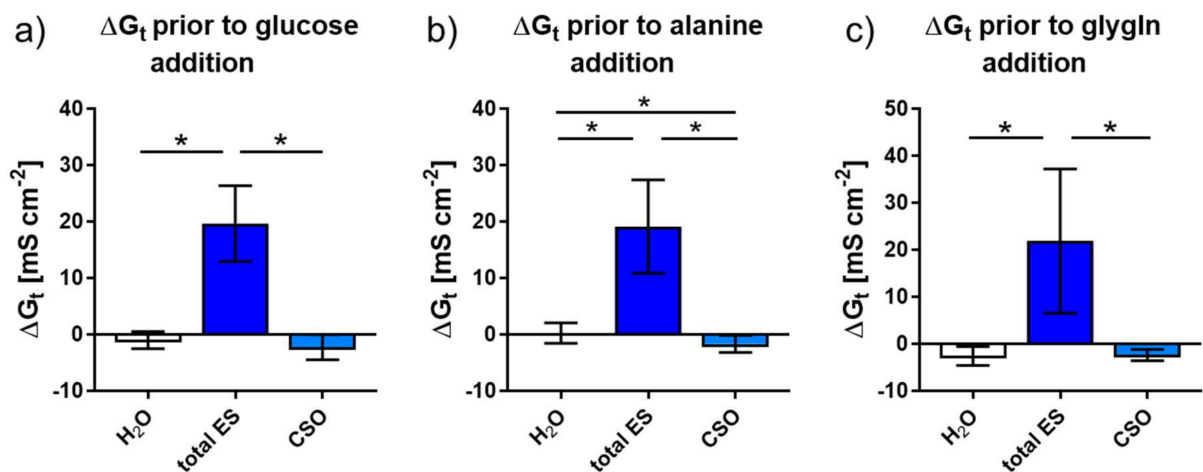 a)
ΔGₜ prior to glucose
addition
ΔGₜ [mS cm⁻²]
40
30
20
10
0
-10
*
*
H₂O
total ES
CSO
b)
ΔGₜ prior to alanine
addition
ΔGₜ [mS cm⁻²]
40
30
20
10
0
-10
*
*
*
H₂O
total ES
CSO
c)
ΔGₜ prior to glygln
addition
ΔGₜ [mS cm⁻²]
50
40
30
20
10
0
-10
*
*
H₂O
total ES
CSO